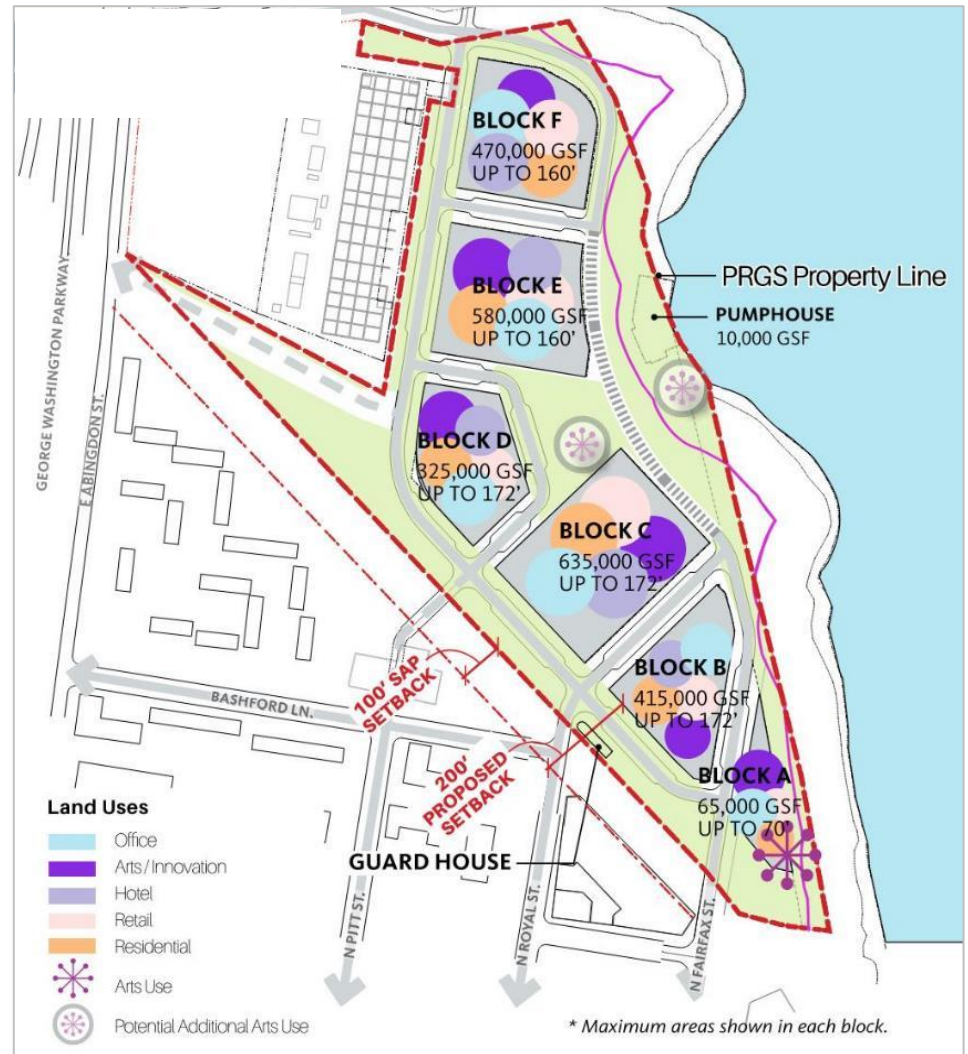 BLOCK F
470,000 GSF
UP TO 160'
BLOCK E
580,000 GSF
UP TO 160'
PRGS Property Line
PUMPHOUSE
10,000 GSF
GEORGE WASHINGTON PARKWAY
E ABINGDON ST.
BLOCK D
325,000 GSF
UP TO 172'
BLOCK C
635,000 GSF
UP TO 172'
BLOCK B
415,000 GSF
UP TO 172'
BLOCK A
65,000 GSF
UP TO 70'
100' SAP
SETBACK
BASHFORD LN.
200'
PROPOSED
SETBACK
GUARD HOUSE
N PITT ST.
N ROYAL ST.
N FAIRFAX ST.
Land Uses
Office
Arts / Innovation
Hotel
Retail
Residential
Arts Use
Potential Additional Arts Use
* Maximum areas shown in each block.